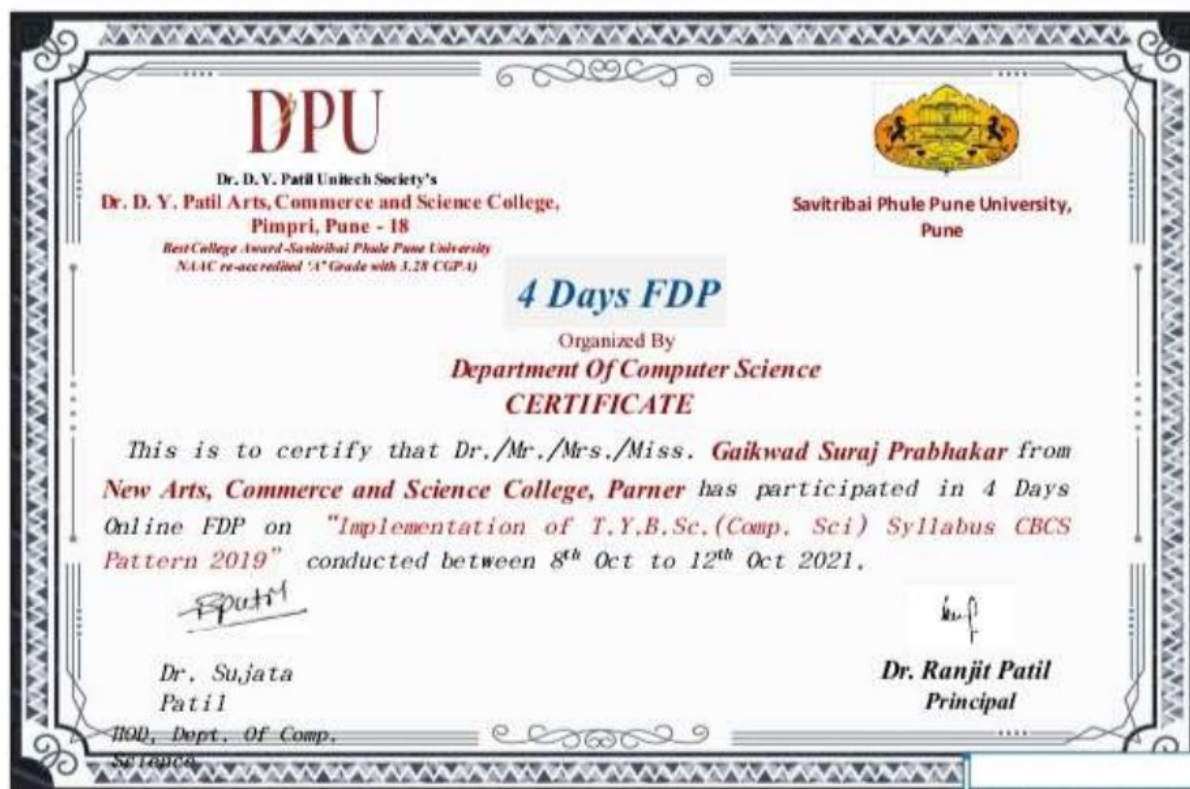 DPU
Dr. D. Y. Patil Unitech Society's
Dr. D. Y. Patil Arts, Commerce and Science College,
Pimpri, Pune - 18
Best College Award-Savitribai Phule Pune University
NAAC re-accredited 'A' Grade with 3.28 CGPA)
Savitribai Phule Pune University,
Pune
4 Days FDP
Organized By
Department Of Computer Science
CERTIFICATE
This is to certify that Dr./Mr./Mrs./Miss. Gaikwad Suraj Prabhakar from
New Arts, Commerce and Science College, Parner has participated in 4 Days
Online FDP on "Implementation of T.Y.B.Sc.(Comp. Sci) Syllabus CBCS
Pattern 2019" conducted between 8th Oct to 12th Oct 2021.
Dr. Sujata
Patil
HOD, Dept. Of Comp.
Science
Dr. Ranjit Patil
Principal